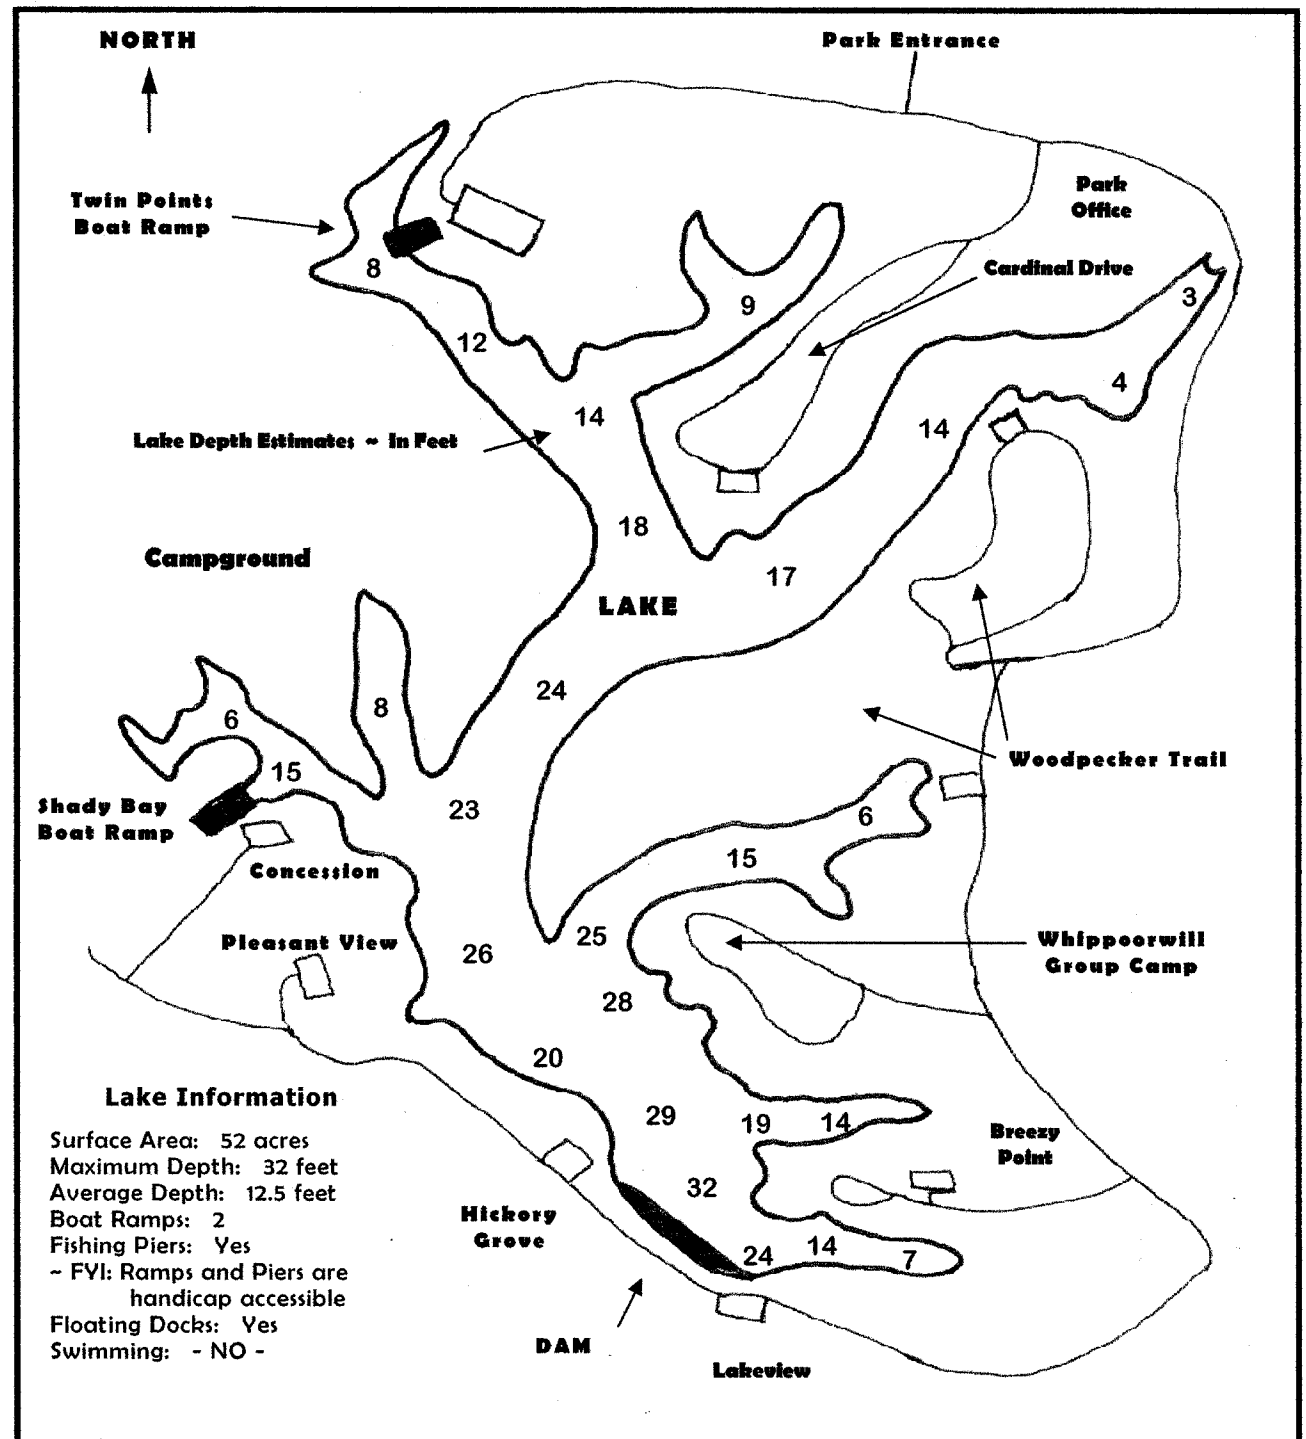 NORTH
Park Entrance
Twin Points
Boat Ramp
Park
Office
8
Cardinal Drive
9
3
12
4
14
14
Lake Depth Estimates ~ In Feet
18
Campground
17
LAKE
24
8
6
15
Woodpecker Trail
Shady Bay
Boat Ramp
23
6
15
Concession
Pleasant View
25
26
Whippoorwill
Group Camp
28
20
Lake Information
29
19
14
Breezy
Point
Surface Area: 52 acres
Maximum Depth: 32 feet
Average Depth: 12.5 feet
Boat Ramps: 2
Fishing Piers: Yes
~ FYI: Ramps and Piers are
handicap accessible
Floating Docks: Yes
Swimming: - NO -
32
Hickory
Grove
24
14
7
DAM
Lakeview